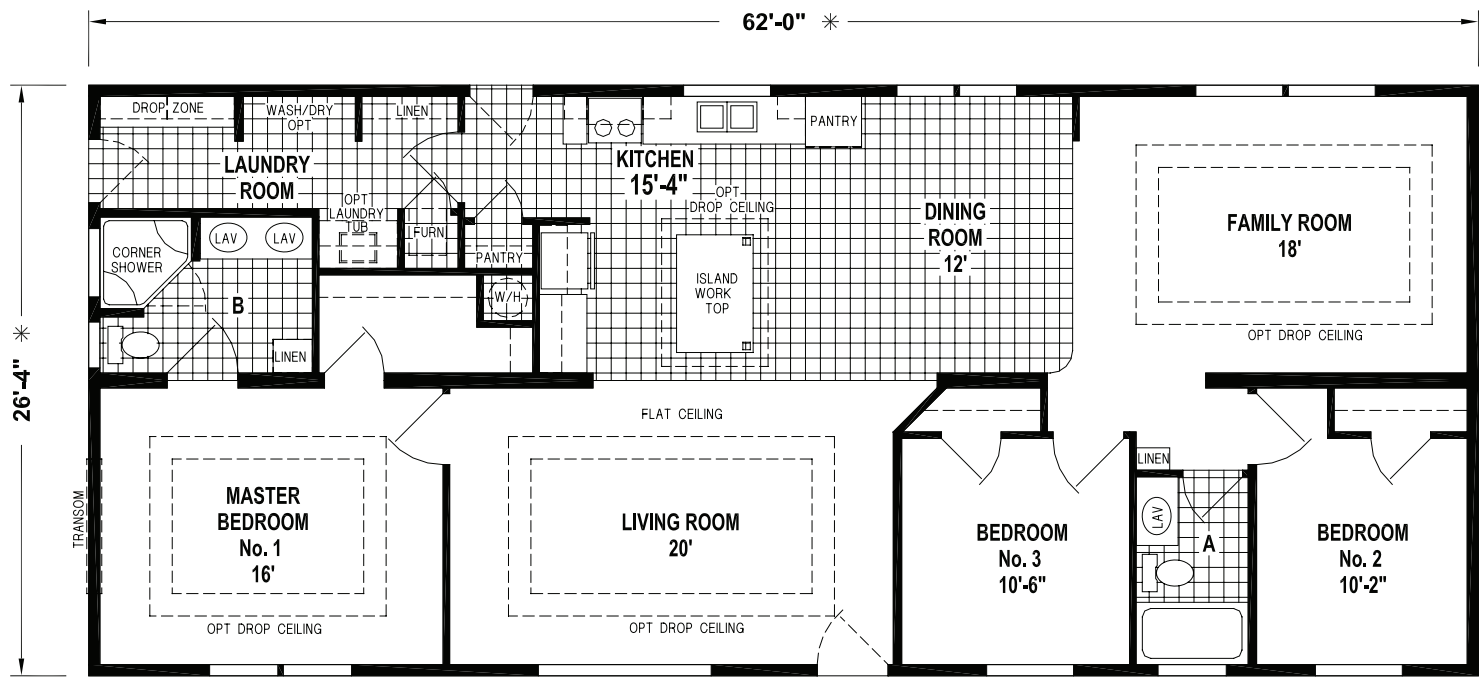 62'-0" ✳
26'-4" ✳
DROP ZONE
WASH/DRY
OPT
LINEN
LAUNDRY
ROOM
OPT
LAUNDRY
TUB
FURN
PANTRY
W/H
KITCHEN
15'-4"
OPT
DROP CEILING
PANTRY
ISLAND
WORK
TOP
DINING
ROOM
12'
FAMILY ROOM
18'
OPT DROP CEILING
CORNER
SHOWER
LAV
LAV
B
LINEN
TRANSOM
MASTER
BEDROOM
No. 1
16'
OPT DROP CEILING
FLAT CEILING
LIVING ROOM
20'
OPT DROP CEILING
BEDROOM
No. 3
10'-6"
LINEN
LAV
A
BEDROOM
No. 2
10'-2"